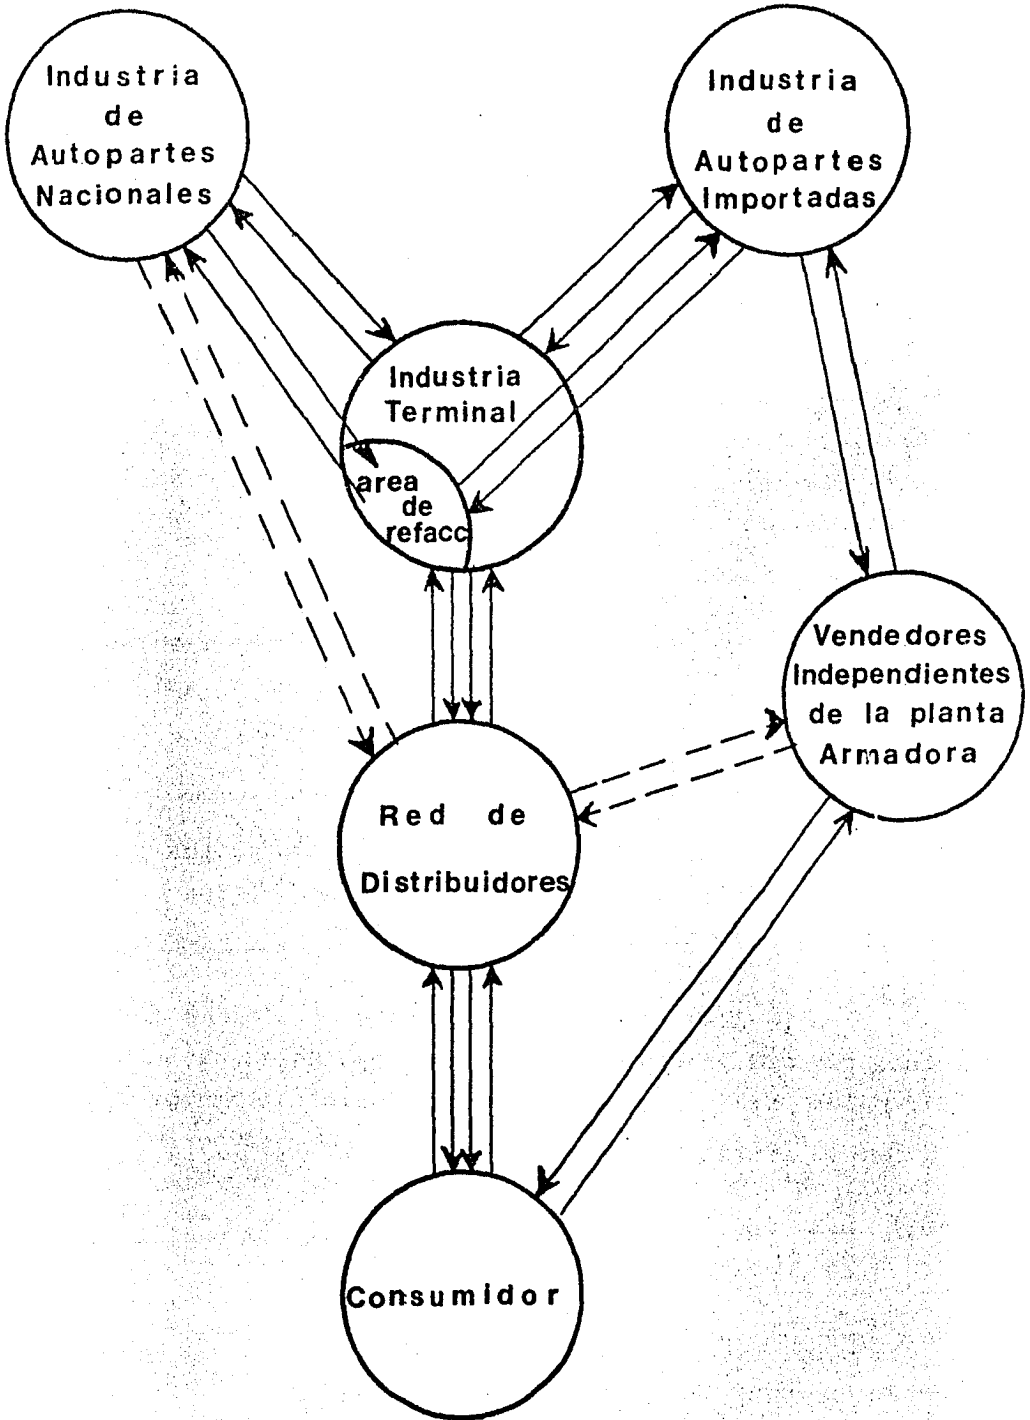 Industria
de
Autopartes
Nacionales
Industria
de
Autopartes
Importadas
Industria
Terminal
area
de
refacc
Vendedores
Independientes
de la planta
Armadora
Red de
Distribuidores
Consumidor